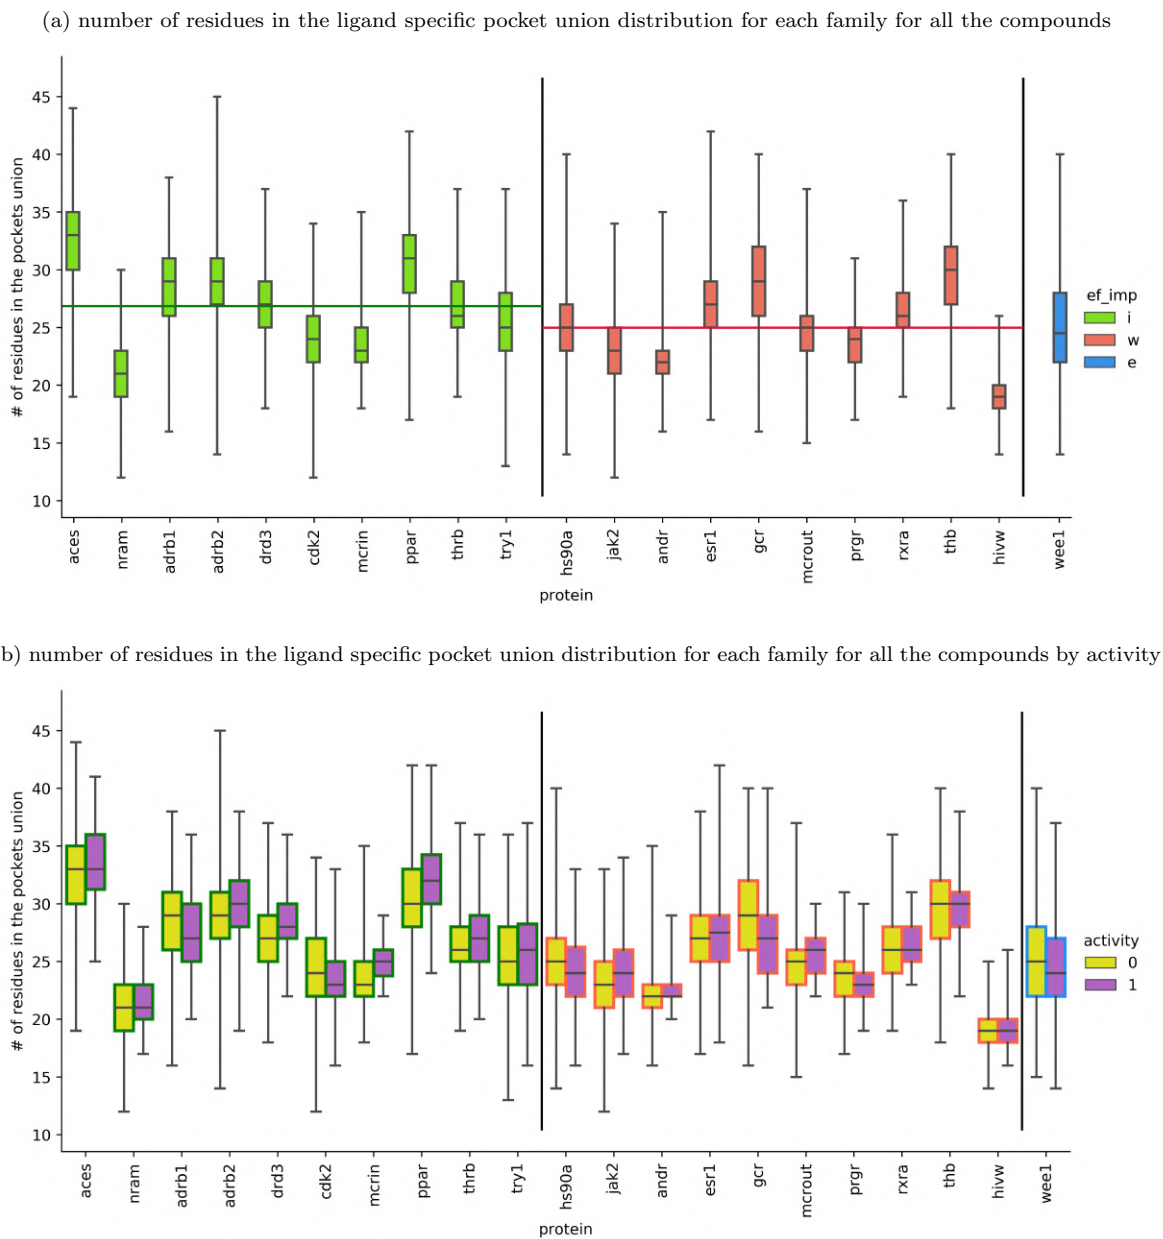 (a) number of residues in the ligand specific pocket union distribution for each family for all the compounds
# of residues in the pockets union
45
40
35
30
25
20
15
10
aces
nram
adrb1
adrb2
drd3
cdk2
mcrin
ppar
thrb
try1
hs90a
jak2
andr
esr1
gcr
mcrout
prgr
rxra
thb
hivw
wee1
protein
ef_imp
i
w
e
b) number of residues in the ligand specific pocket union distribution for each family for all the compounds by activity
# of residues in the pockets union
45
40
35
30
25
20
15
10
aces
nram
adrb1
adrb2
drd3
cdk2
mcrin
ppar
thrb
try1
hs90a
jak2
andr
esr1
gcr
mcrout
prgr
rxra
thb
hivw
wee1
protein
activity
0
1